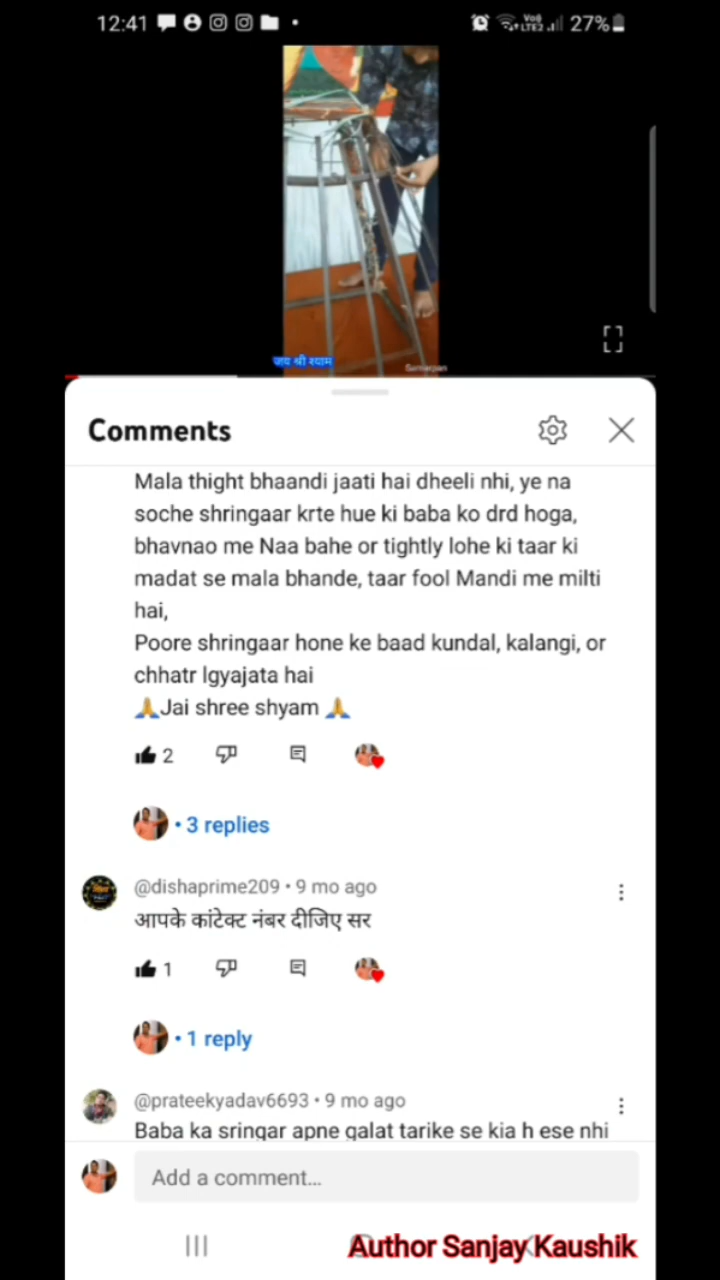 12:41
Vo)) LTE2 27%
जय श्री श्याम
Samarpan
Comments
Mala thight bhaandi jaati hai dheeli nhi, ye na
soche shringaar krte hue ki baba ko drd hoga,
bhavnao me Naa bahe or tightly lohe ki taar ki
madat se mala bhande, taar fool Mandi me milti
hai,
Poore shringaar hone ke baad kundal, kalangi, or
chhatr lgyajata hai
🙏Jai shree shyam🙏
2
• 3 replies
@dishaprime209 • 9 mo ago
आपके कांटेक्ट नंबर दीजिए सर
1
• 1 reply
@prateekyadav6693 • 9 mo ago
Baba ka sringar apne galat tarike se kia h ese nhi
Add a comment...
Author Sanjay Kaushik